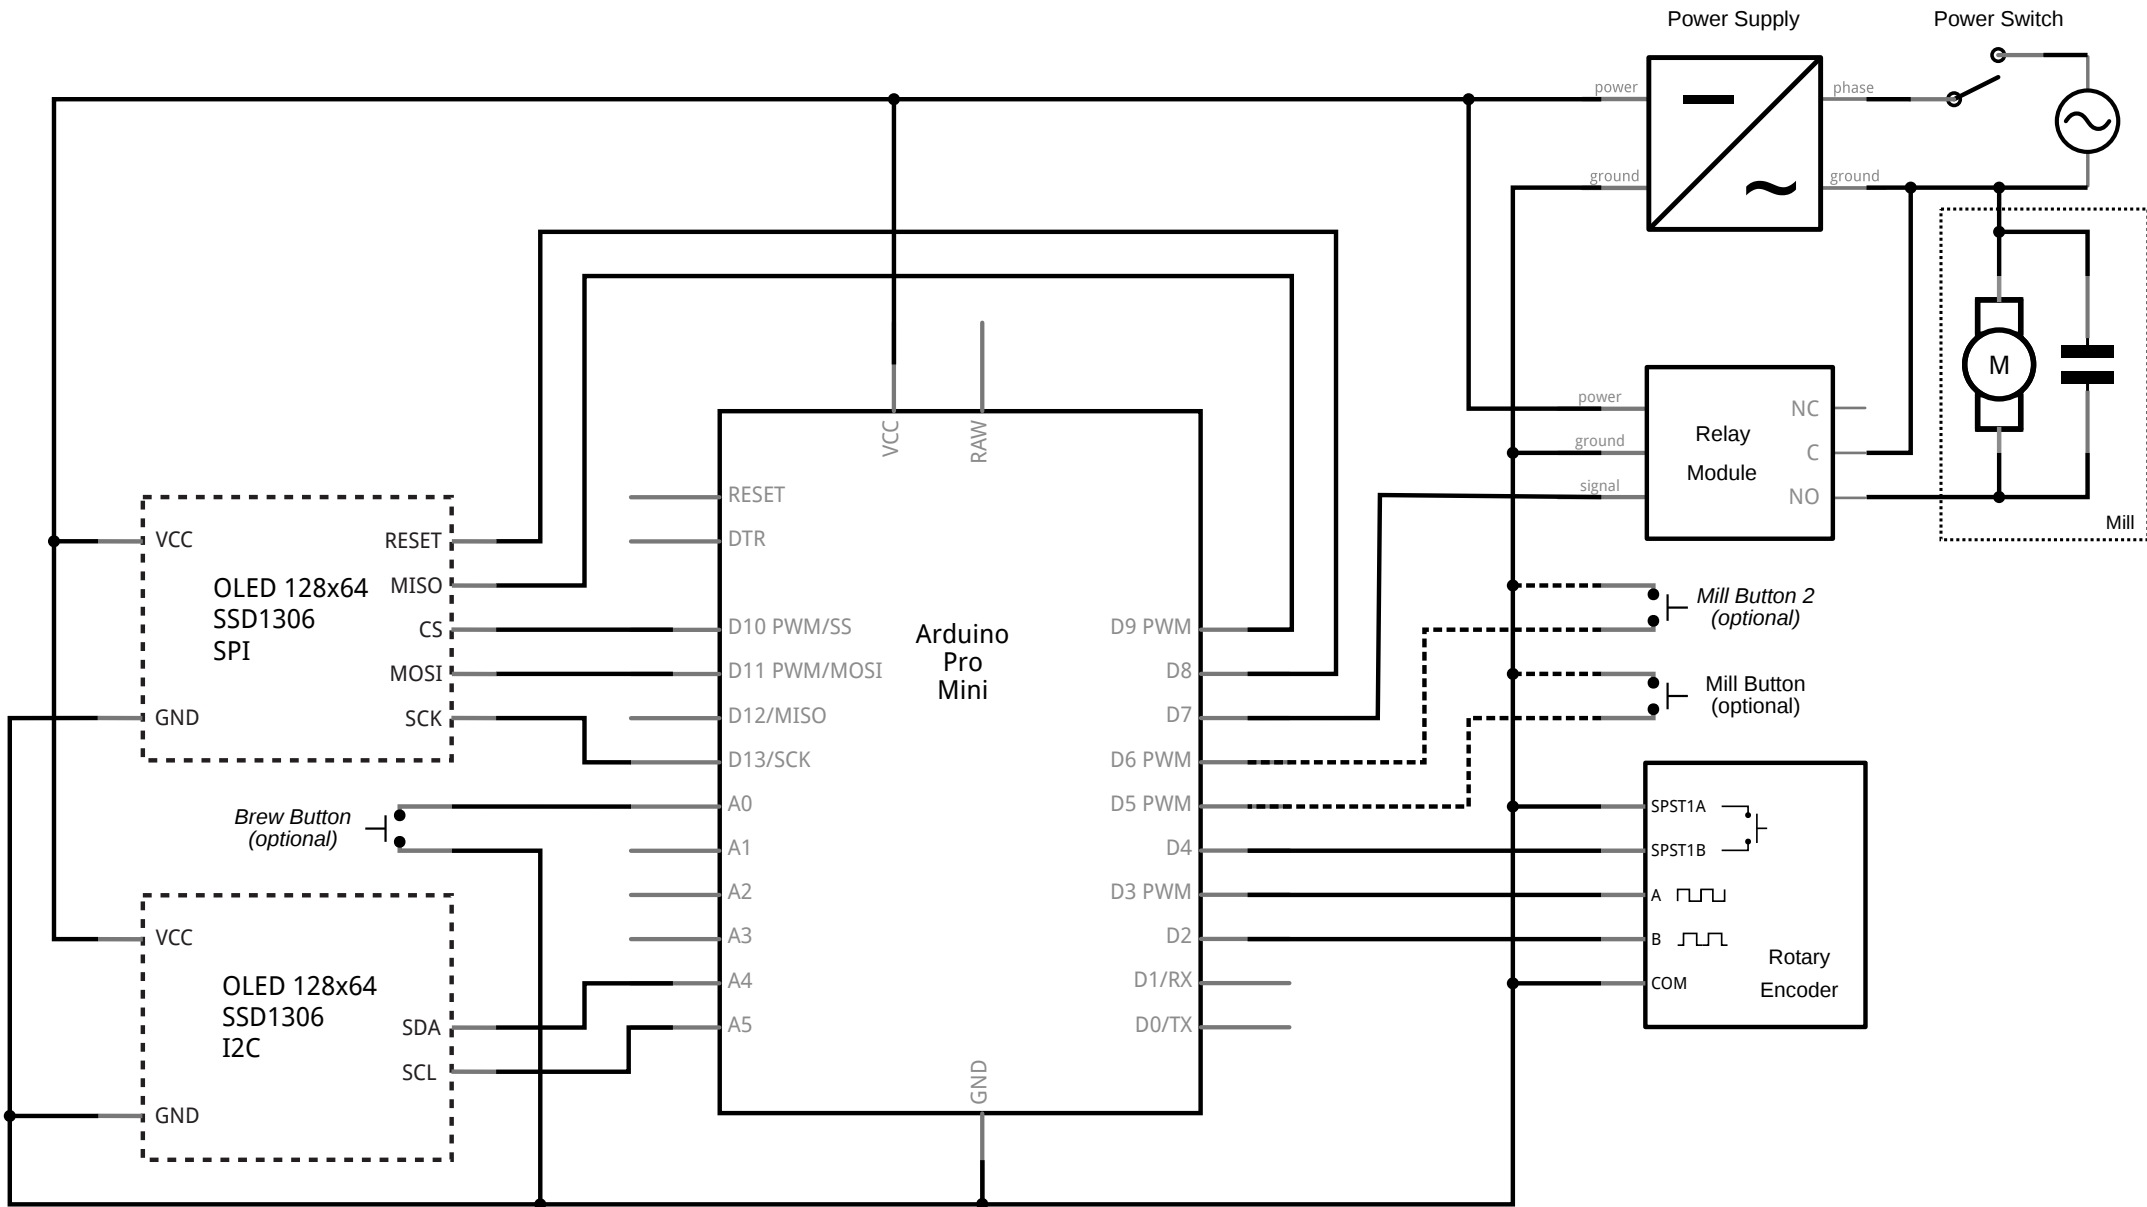 Power Supply
Power Switch
power
phase
ground
ground
VCC
RAW
power
ground
signal
Relay
Module
NC
C
NO
M
Mill
VCC
GND
OLED 128x64
SSD1306
SPI
RESET
MISO
CS
MOSI
SCK
RESET
DTR
D10 PWM/SS
D11 PWM/MOSI
D12/MISO
D13/SCK
A0
A1
A2
A3
A4
A5
Arduino
Pro
Mini
D9 PWM
D8
D7
D6 PWM
D5 PWM
D4
D3 PWM
D2
D1/RX
D0/TX
GND
Mill Button 2
(optional)
Mill Button
(optional)
Brew Button
(optional)
VCC
GND
OLED 128x64
SSD1306
I2C
SDA
SCL
SPST1A
SPST1B
A
B
COM
Rotary
Encoder